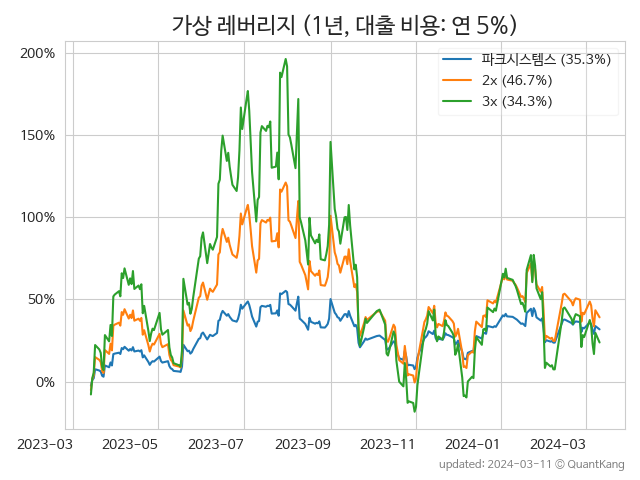 가상 레버리지 (1년, 대출 비용: 연 5%)
200%
150%
100%
50%
0%
파크시스템스 (35.3%)
2x (46.7%)
3x (34.3%)
2023-03
2023-05
2023-07
2023-09
2023-11
2024-01
2024-03
updated: 2024-03-11 © QuantKang